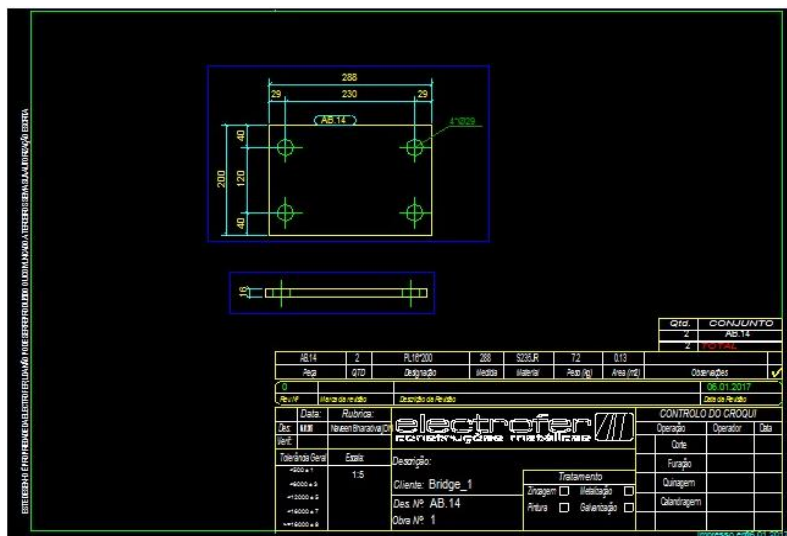 288
29 230 29
AB.14
4*Ø29
40
200
120
40
16
Qtd. CONJUNTO
2 AB.14
2 TOTAL
AB.14 2 PL16*200 288 S235JR 7.2 0.13
Peça QTD Designação Medida Material Peso (kg) Area (m2) Observações
0 06.01.2017
Rev Nº Marca da revisão Descrição da Revisão Data da Revisão
Data: Rubrica:
Des:
Verif:
electrofer
construções metálicas
CONTROLO DO CROQUI
Operação Operador Data
Corte
Furação
Quinagem
Calandragem
Tolerância Geral Escala:
1:5
Descrição:
Cliente: Bridge_1
Des. Nº: AB.14
Obra Nº: 1
Tratamento
Zincagem Metalização
Pintura Galvanização